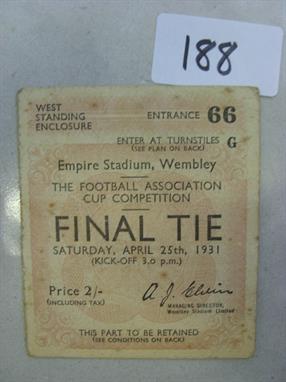 188
WEST
STANDING
ENCLOSURE
ENTRANCE 66
ENTER AT TURNSTILES G
(SEE PLAN ON BACK)
Empire Stadium, Wembley
THE FOOTBALL ASSOCIATION
CUP COMPETITION
FINAL TIE
SATURDAY, APRIL 25th, 1931
(KICK-OFF 3.0 p.m.)
Price 2/-
(INCLUDING TAX)
A. J. Elvin
MANAGING DIRECTOR,
Wembley Stadium Limited
THIS PART TO BE RETAINED
(SEE CONDITIONS ON BACK)